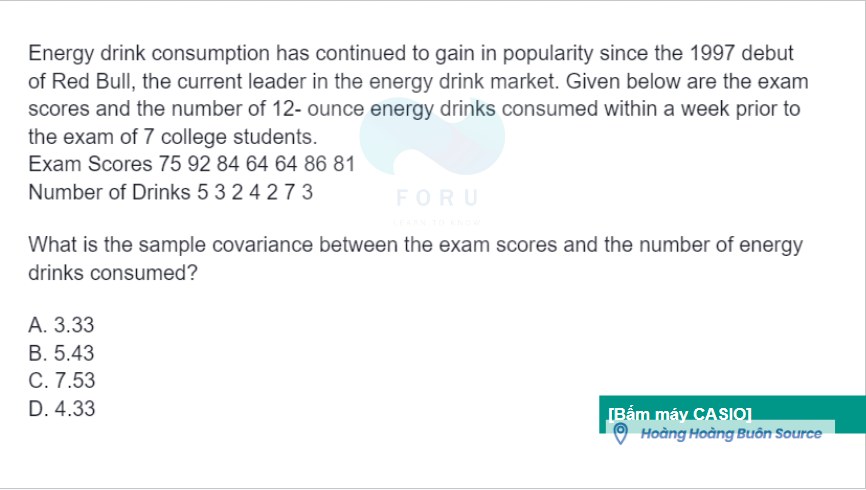 Energy drink consumption has continued to gain in popularity since the 1997 debut
of Red Bull, the current leader in the energy drink market. Given below are the exam
scores and the number of 12- ounce energy drinks consumed within a week prior to
the exam of 7 college students.
Exam Scores 75 92 84 64 64 86 81
Number of Drinks 5 3 2 4 2 7 3
FORU
What is the sample covariance between the exam scores and the number of energy
drinks consumed?
A. 3.33
B. 5.43
C. 7.53
D. 4.33
[Bấm máy CASIO]
Hoàng Hoàng Buôn Source